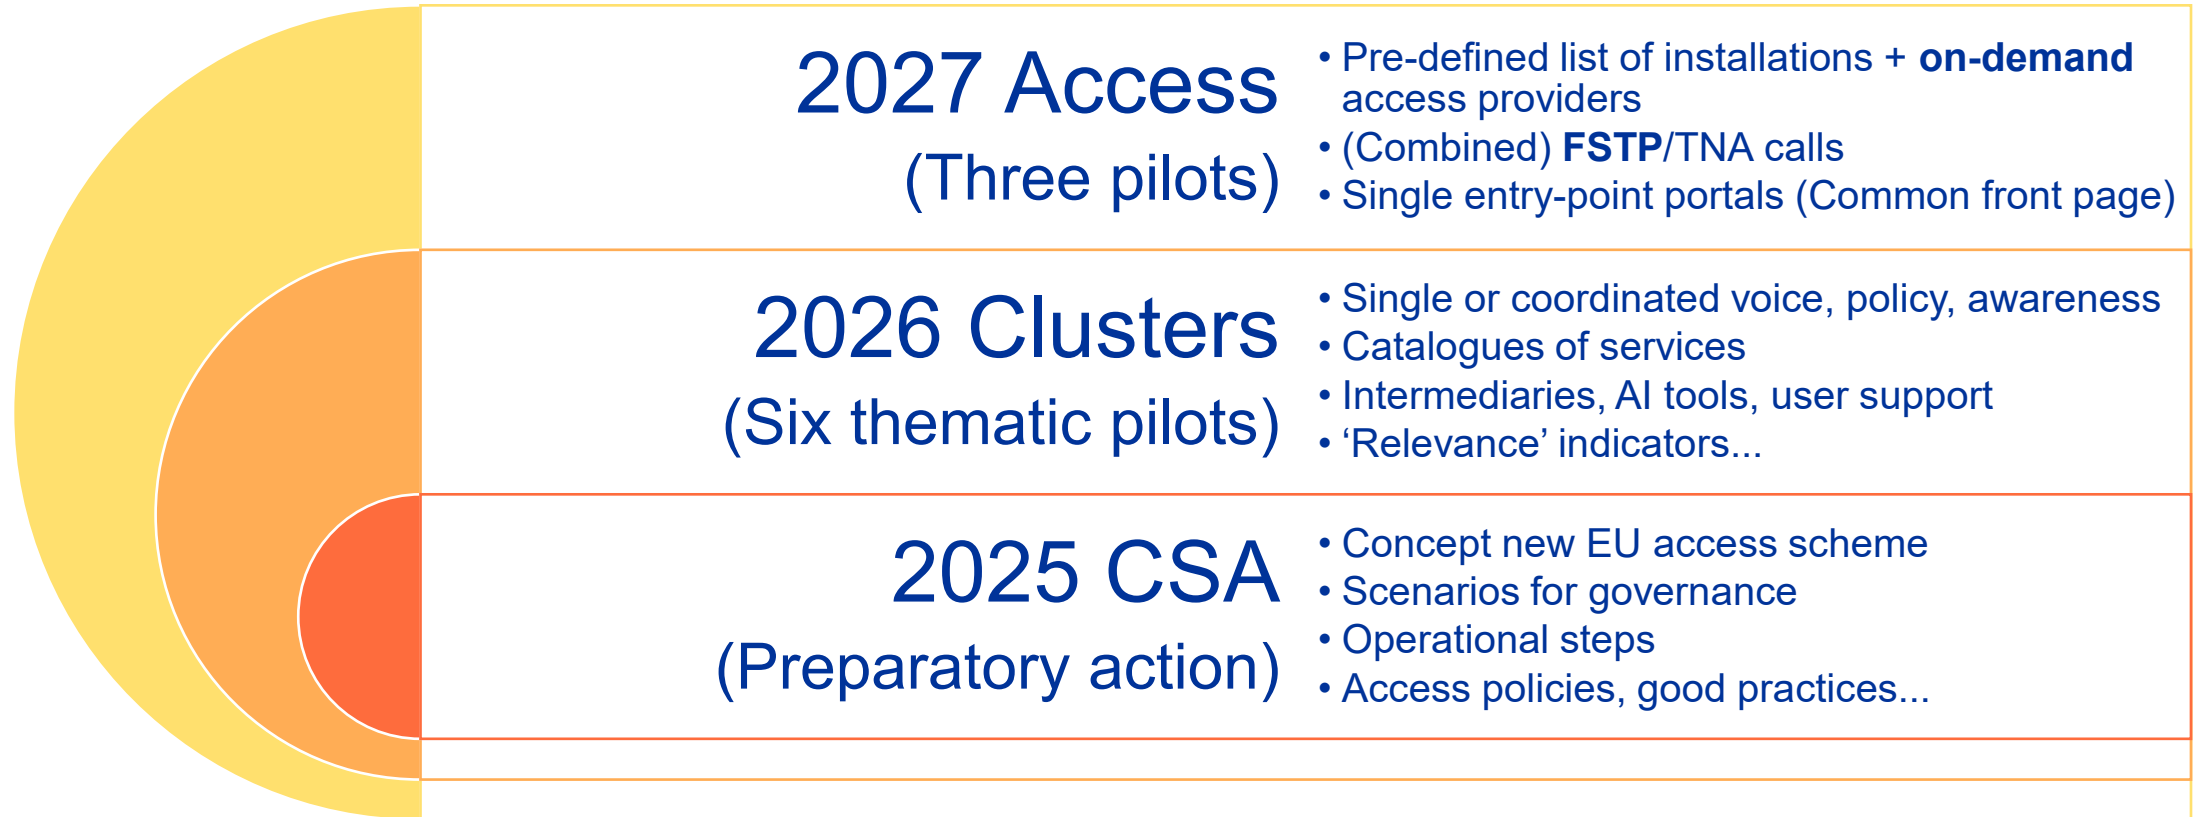 2027 Access
(Three pilots)
• Pre-defined list of installations + on-demand
access providers
• (Combined) FSTP/TNA calls
• Single entry-point portals (Common front page)
2026 Clusters
(Six thematic pilots)
• Single or coordinated voice, policy, awareness
• Catalogues of services
• Intermediaries, AI tools, user support
• ‘Relevance’ indicators...
2025 CSA
(Preparatory action)
• Concept new EU access scheme
• Scenarios for governance
• Operational steps
• Access policies, good practices...